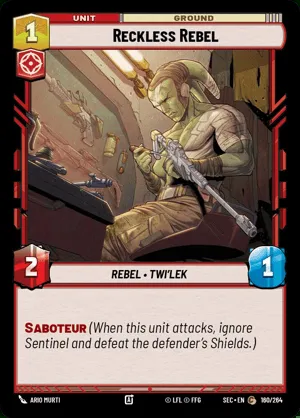 1
UNIT
GROUND
RECKLESS REBEL
2
1
REBEL • TWI'LEK
SABOTEUR (When this unit attacks, ignore
Sentinel and defeat the defender's Shields.)
ARIO MURTI
© LFL © FFG
SEC • EN
C
160/264